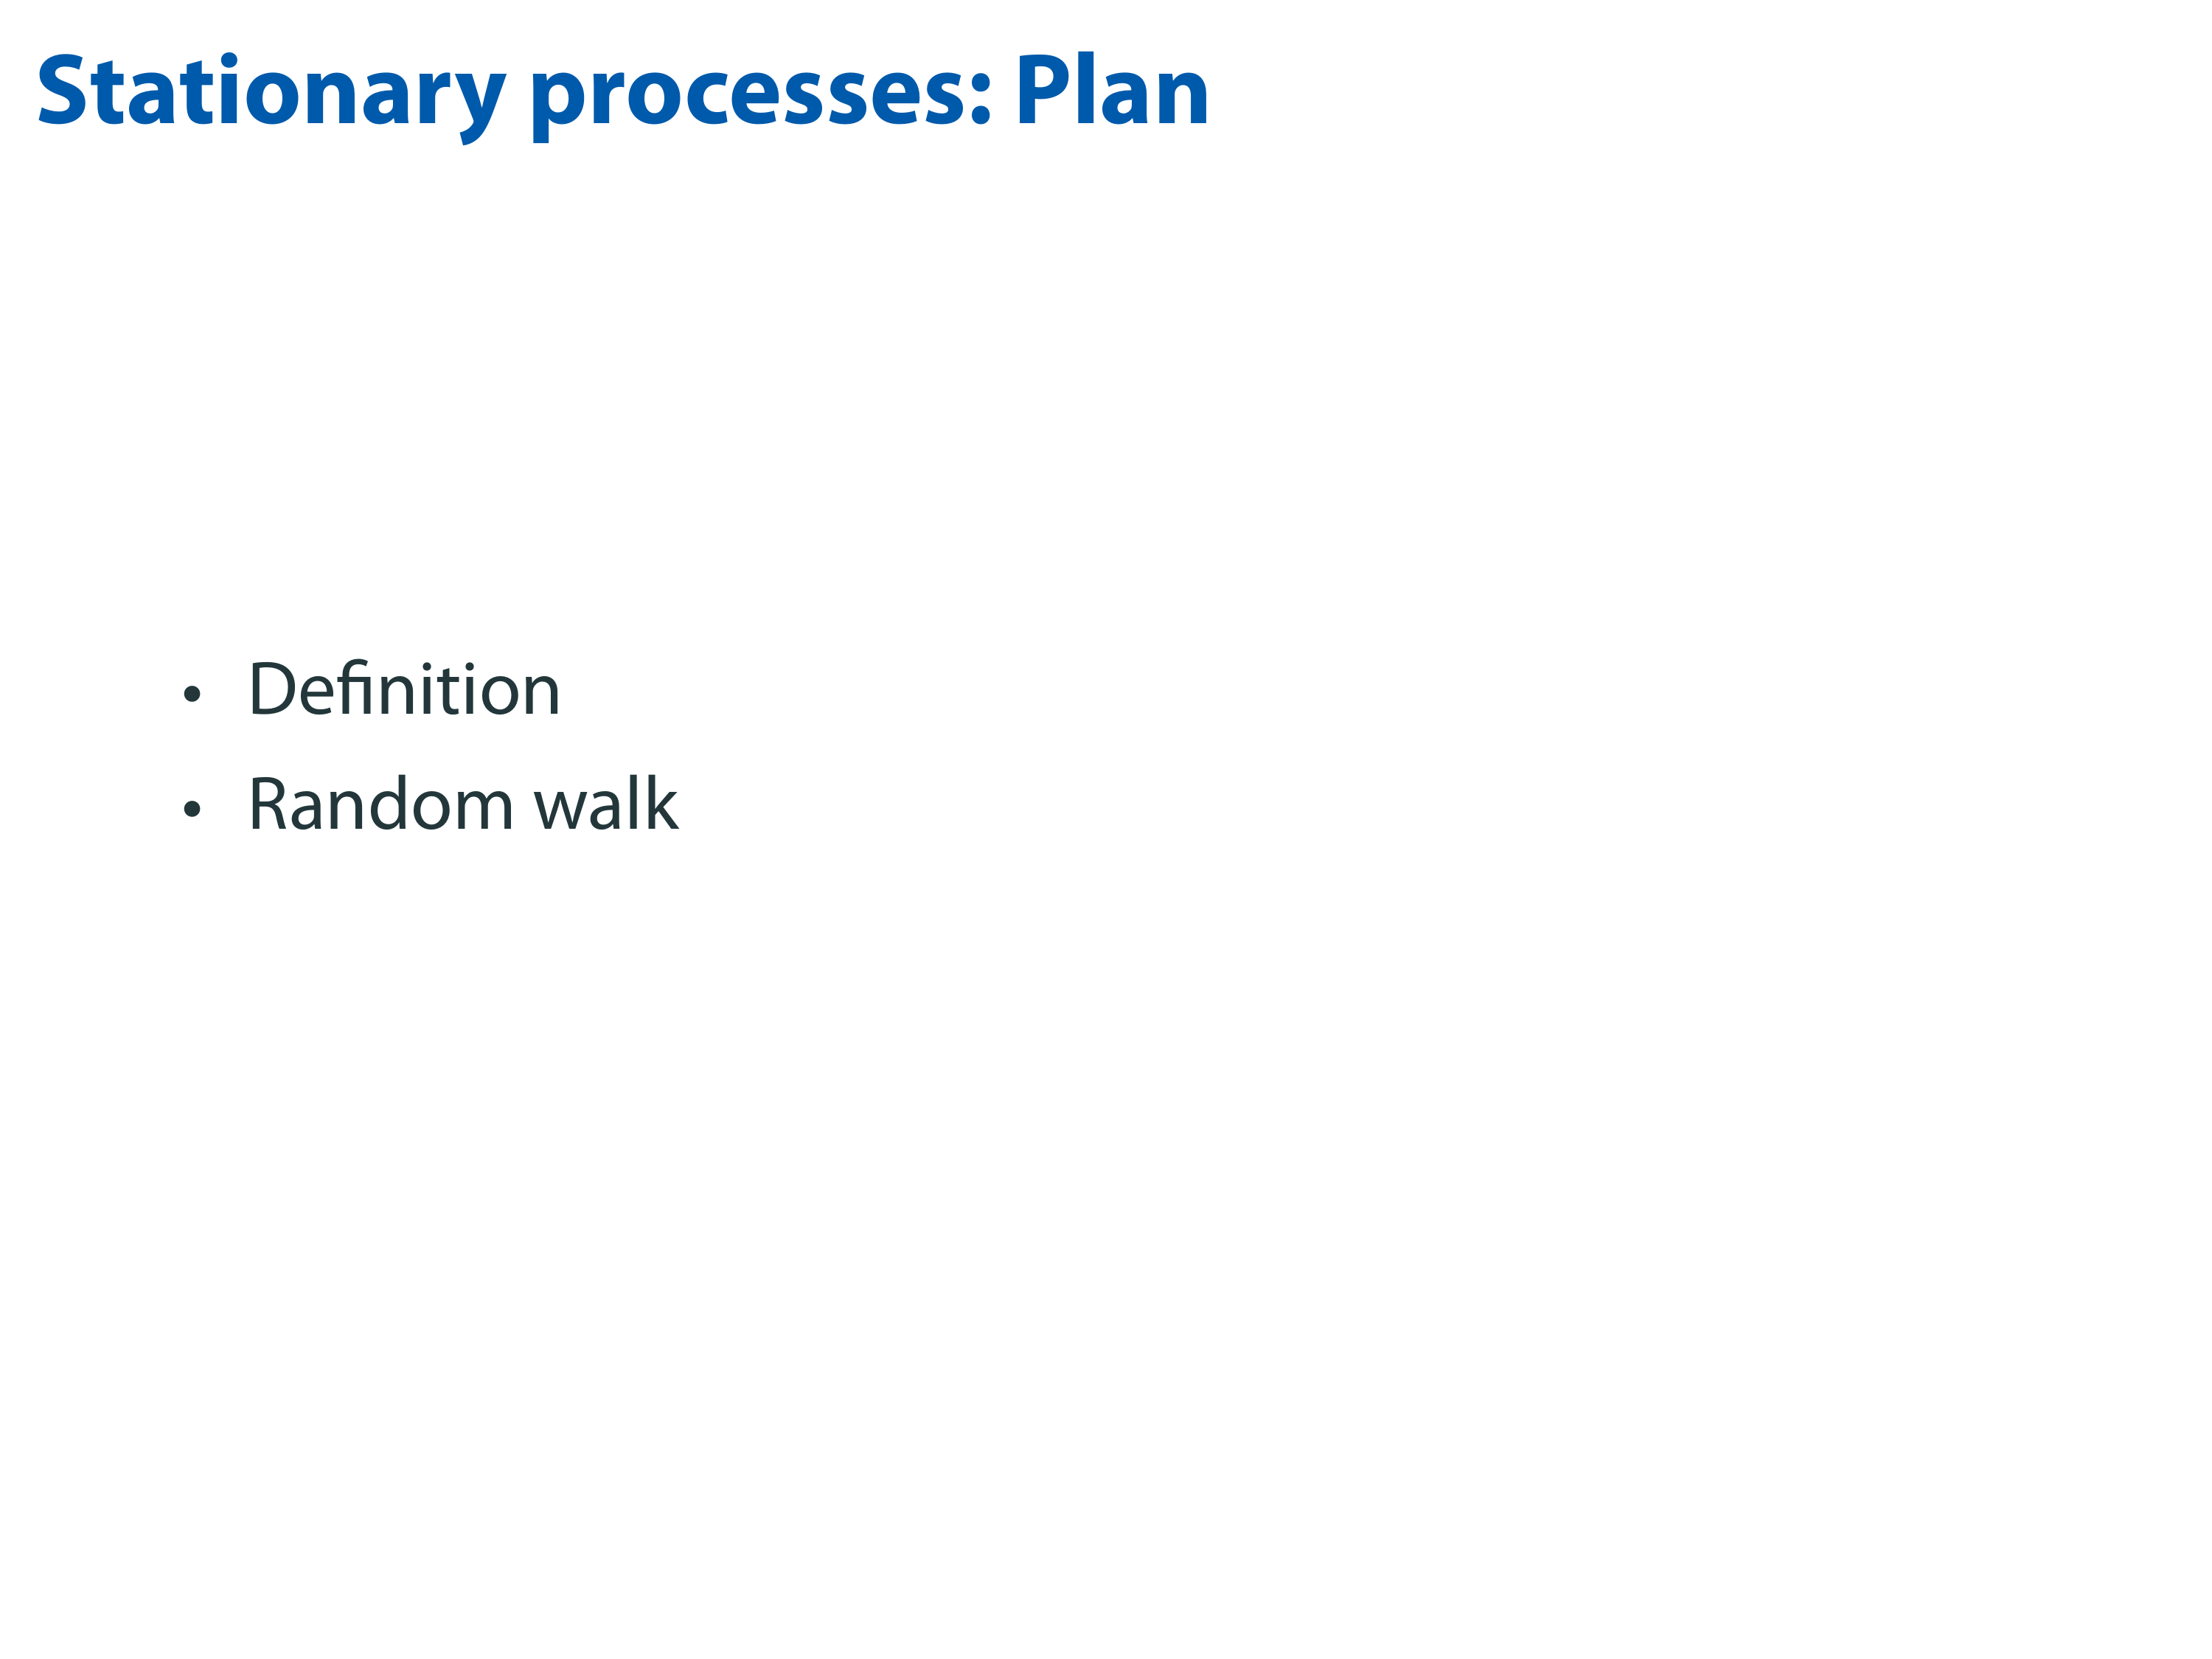 Stationary processes: Plan
• Definition
• Random walk